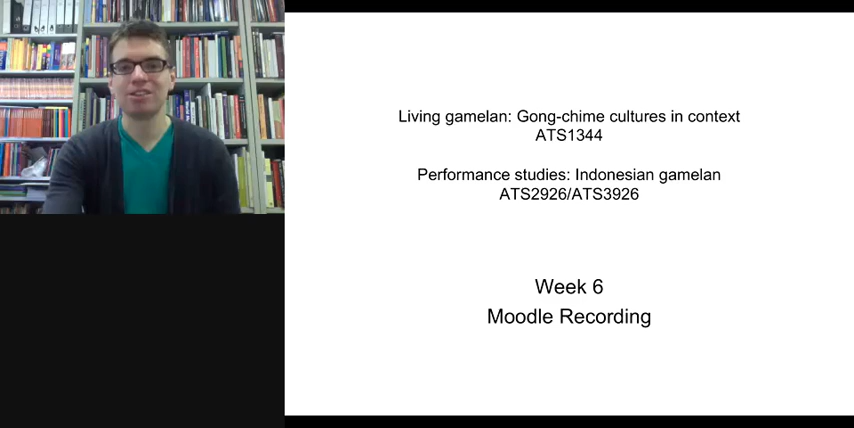 Living gamelan: Gong-chime cultures in context
ATS1344
Performance studies: Indonesian gamelan
ATS2926/ATS3926
Week 6
Moodle Recording